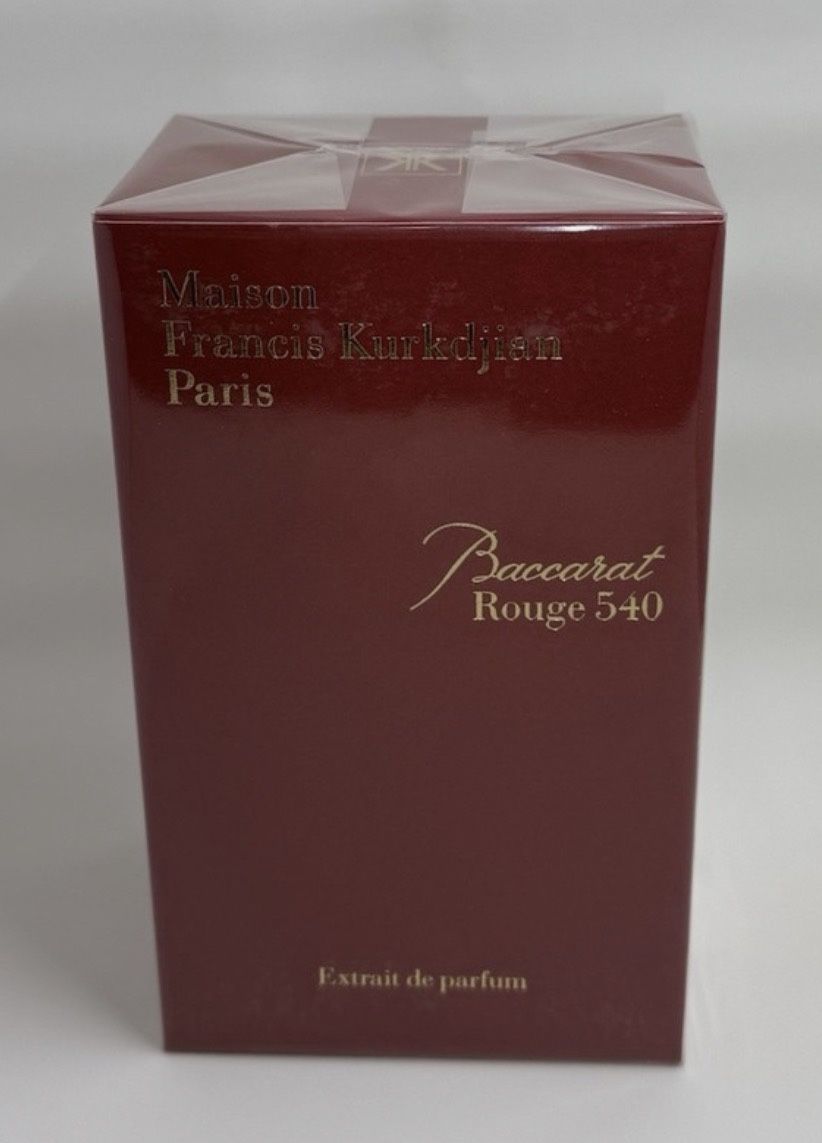 Maison
Francis Kurkdjian
Paris
Baccarat
Rouge 540
Extrait de parfum